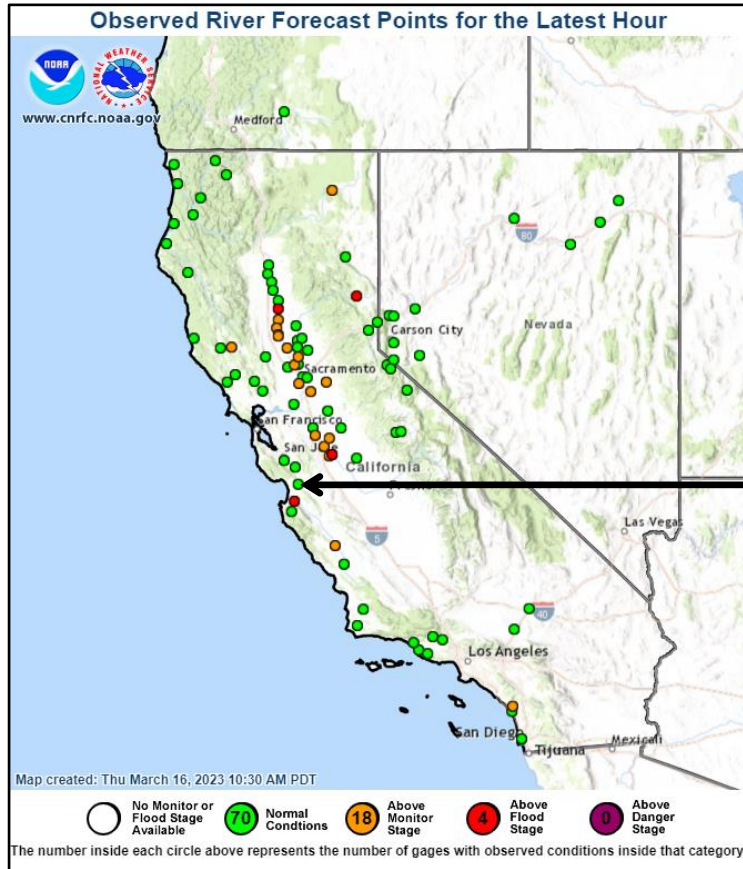 Observed River Forecast Points for the Latest Hour
NOAA
NATIONAL WEATHER SERVICE
www.cnrfc.noaa.gov
Medford
80
Carson City
Nevada
Sacramento
San Francisco
San Jose
California
Las Vegas
5
40
Los Angeles
San Diego
Tijuana
Mexicali
Map created: Thu March 16, 2023 10:30 AM PDT
No Monitor or
Flood Stage
Available
70
Normal
Condtions
18
Above
Monitor
Stage
4
Above
Flood
Stage
0
Above
Danger
Stage
The number inside each circle above represents the number of gages with observed conditions inside that category